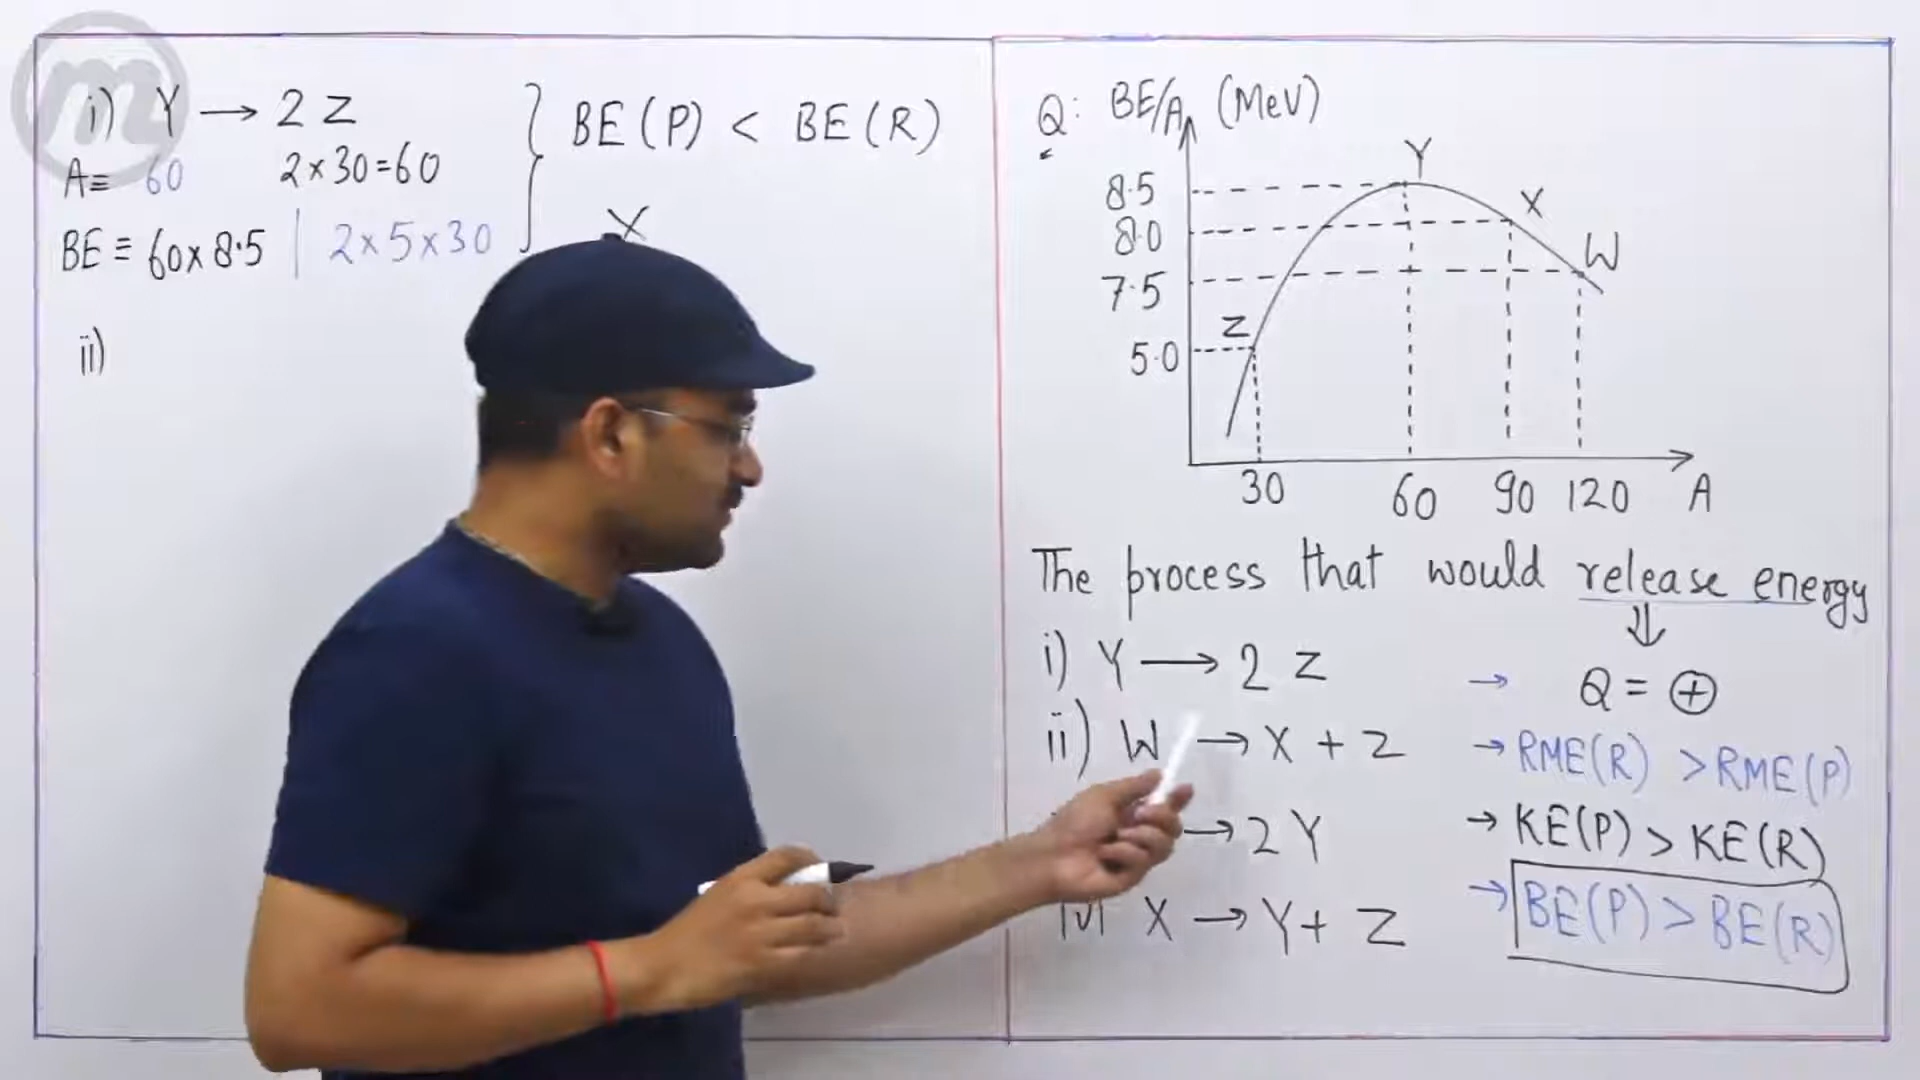 m
i) Y → 2 Z
A≡ 60 2×30=60
BE ≡ 60×8.5 | 2×5×30
} BE(P) < BE(R)
X
ii)
Q: BE/A (MeV)
Y
8.5
X
8.0
W
7.5
Z
5.0
30 60 90 120 A
The process that would release energy
⇓
i) Y → 2 Z
→ Q = ⊕
ii) W → X + Z
→ RME(R) > RME(P)
→ 2 Y
→ KE(P) > KE(R)
X → Y + Z
→ BE(P) > BE(R)